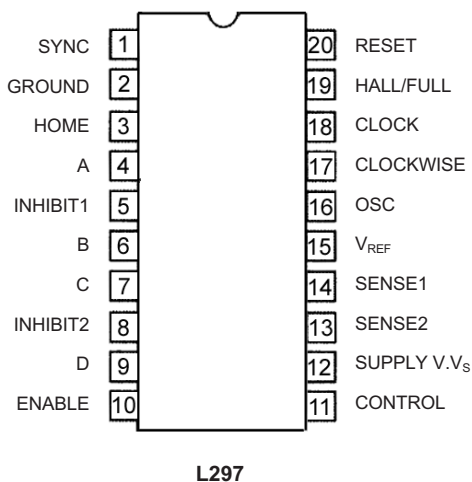 SYNC 1 20 RESET
GROUND 2 19 HALL/FULL
HOME 3 18 CLOCK
A 4 17 CLOCKWISE
INHIBIT1 5 16 OSC
B 6 15 VREF
C 7 14 SENSE1
INHIBIT2 8 13 SENSE2
D 9 12 SUPPLY V.VS
ENABLE 10 11 CONTROL
L297